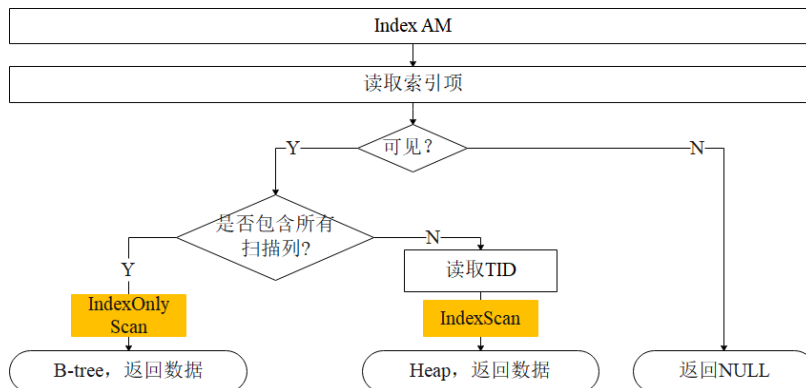 Index AM
读取索引项
可见？
Y
N
是否包含所有
扫描列?
Y
N
读取TID
IndexOnly
Scan
IndexScan
B-tree，返回数据
Heap，返回数据
返回NULL